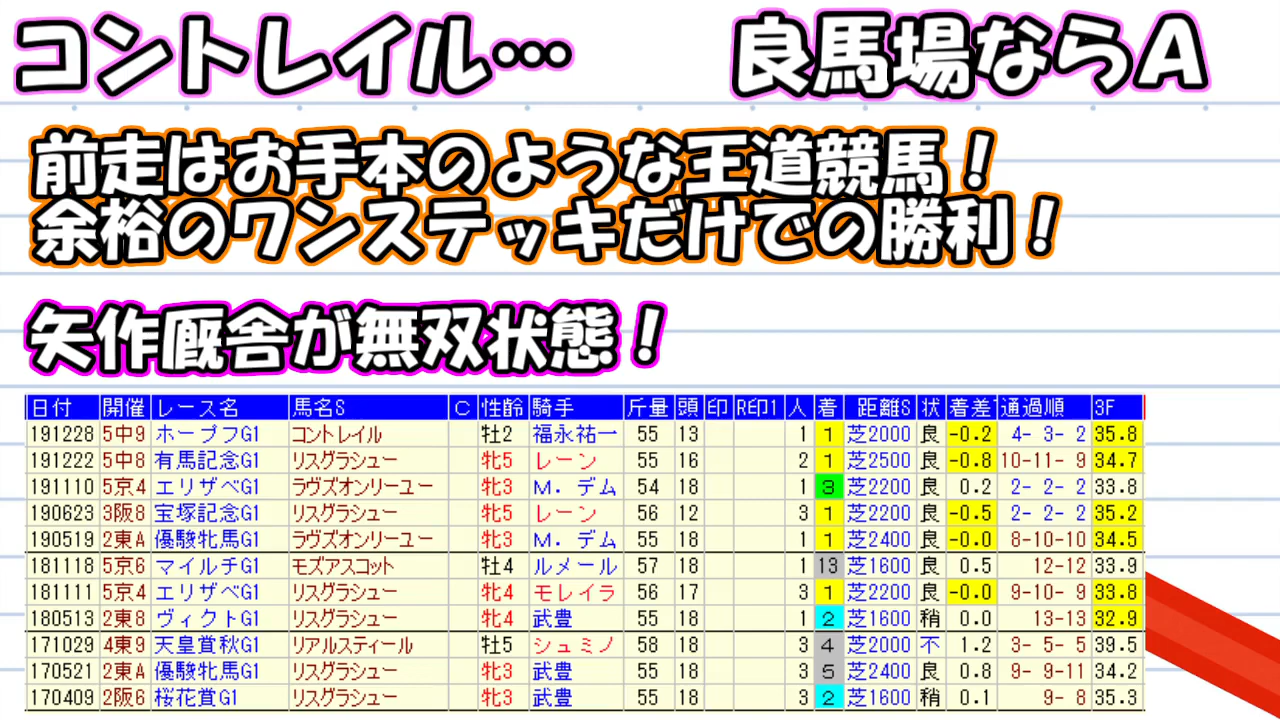 コントレイル… 良馬場ならA
前走はお手本のような王道競馬！
余裕のワンステッキだけでの勝利！
矢作厩舎が無双状態！
日付 開催 レース名 馬名S C 性齢 騎手 斤量 頭 印 R印1 人 着 距離S 状 着差 通過順 3F
191228 5中9 ホープフG1 コントレイル 牡2 福永祐一 55 13 1 1 芝2000 良 -0.2 4- 3- 2 35.8
191222 5中8 有馬記念G1 リスグラシュー 牝5 レーン 55 16 2 1 芝2500 良 -0.8 10-11- 9 34.7
191110 5京4 エリザベG1 ラヴズオンリーユー 牝3 M．デム 54 18 1 3 芝2200 良 0.2 2- 2- 2 33.8
190623 3阪8 宝塚記念G1 リスグラシュー 牝5 レーン 56 12 3 1 芝2200 良 -0.5 2- 2- 2 35.2
190519 2東A 優駿牝馬G1 ラヴズオンリーユー 牝3 M．デム 55 18 1 1 芝2400 良 -0.0 8-10-10 34.5
181118 5京6 マイルチG1 モズアスコット 牡4 ルメール 57 18 1 13 芝1600 良 0.5 12-12 33.9
181111 5京4 エリザベG1 リスグラシュー 牝4 モレイラ 56 17 3 1 芝2200 良 -0.0 9-10- 9 33.8
180513 2東8 ヴィクトG1 リスグラシュー 牝4 武豊 55 18 1 2 芝1600 稍 0.0 13-13 32.9
171029 4東9 天皇賞秋G1 リアルスティール 牡5 シュミノ 58 18 3 4 芝2000 不 1.2 3- 5- 5 39.5
170521 2東A 優駿牝馬G1 リスグラシュー 牝3 武豊 55 18 3 5 芝2400 良 0.8 9- 9-11 34.2
170409 2阪6 桜花賞G1 リスグラシュー 牝3 武豊 55 18 3 2 芝1600 稍 0.1 9- 8 35.3